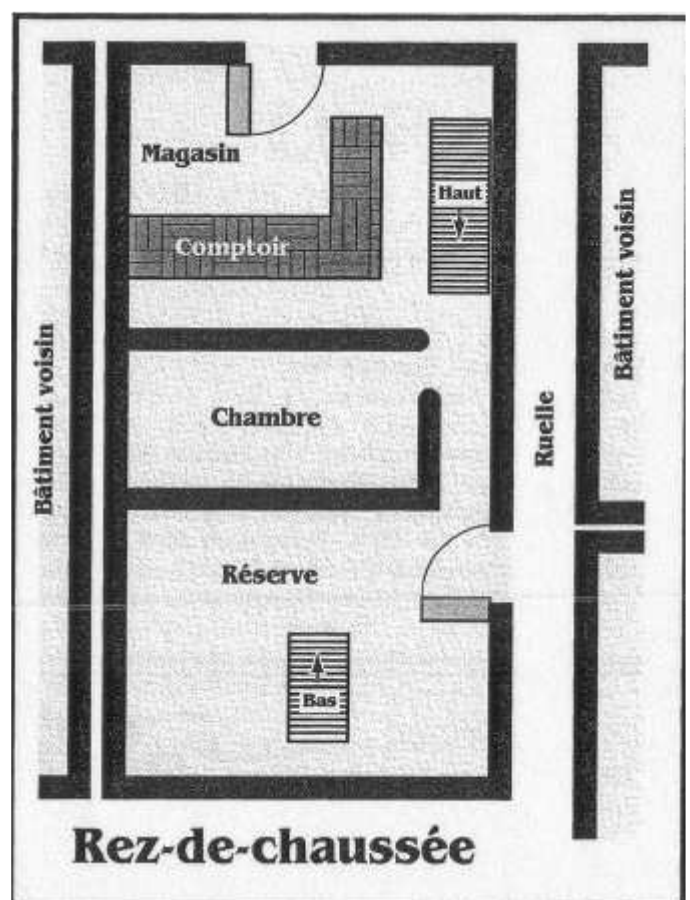 Magasin
Haut
Comptoir
Bâtiment voisin
Bâtiment voisin
Chambre
Ruelle
Réserve
Bas
Rez-de-chaussée